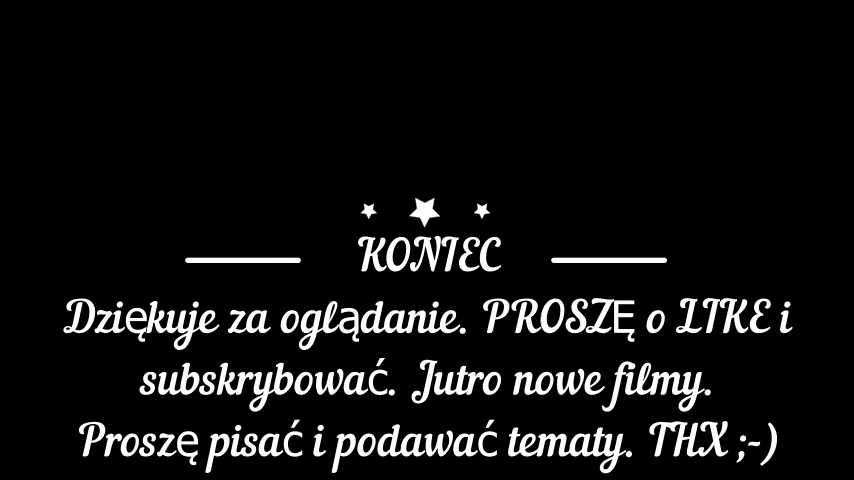 KONIEC
Dziękuje za oglądanie. PROSZĘ o LIKE i
subskrybować. Jutro nowe filmy.
Proszę pisać i podawać tematy. THX ;-)